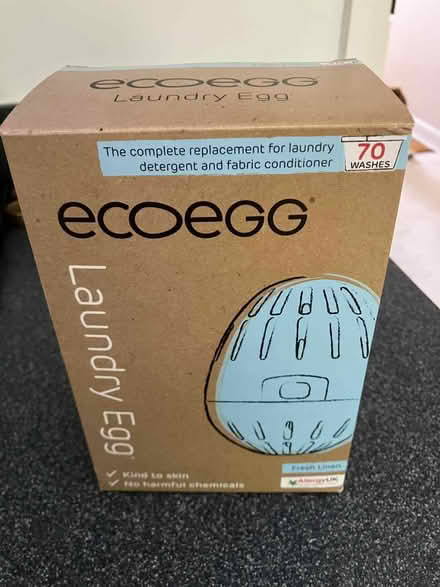 ecoegg
Laundry Egg
The complete replacement for laundry
detergent and fabric conditioner
70
WASHES
ecoegg
Laundry Egg
✓ Kind to skin
✓ No harmful chemicals
Fresh Linen
AllergyUK